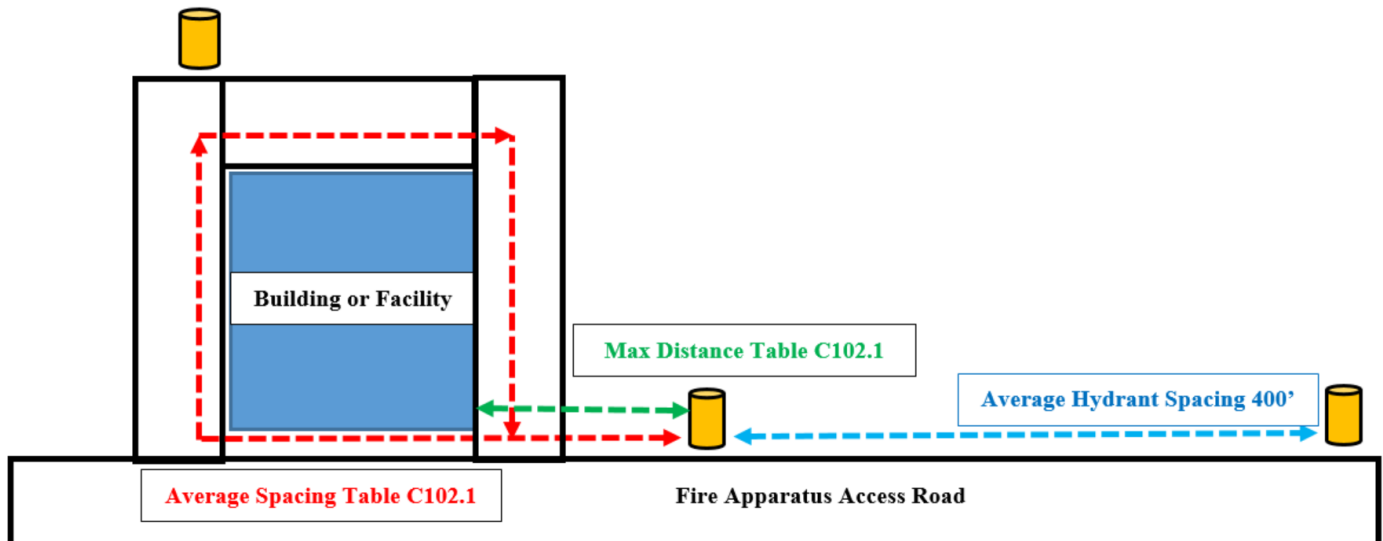 Building or Facility
Max Distance Table C102.1
Average Hydrant Spacing 400’
Average Spacing Table C102.1
Fire Apparatus Access Road